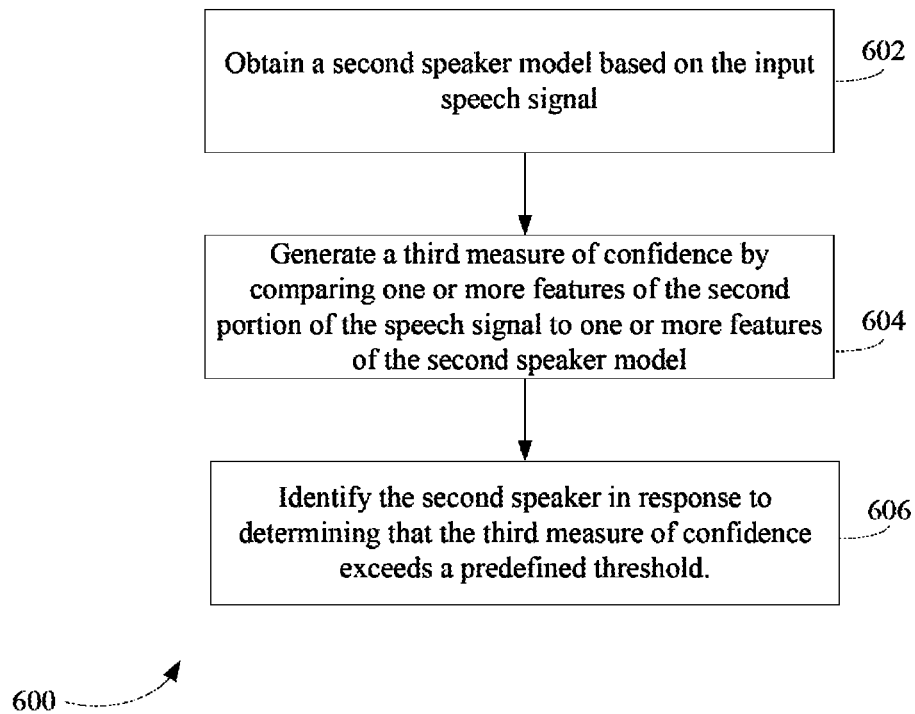 Obtain a second speaker model based on the input
speech signal
602
Generate a third measure of confidence by
comparing one or more features of the second
portion of the speech signal to one or more features
of the second speaker model
604
Identify the second speaker in response to
determining that the third measure of confidence
exceeds a predefined threshold.
606
600